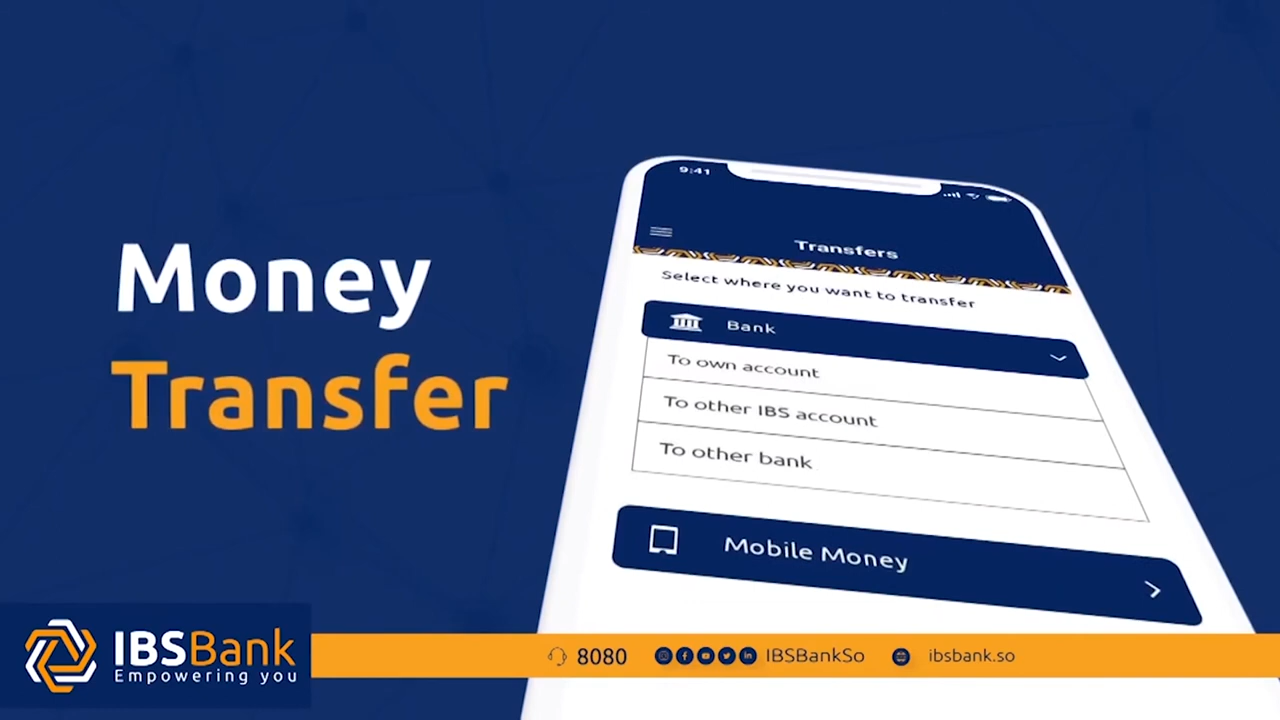 Money
Transfer
9:41
Transfers
Select where you want to transfer
Bank
To own account
To other IBS account
To other bank
Mobile Money
IBSBank
Empowering you
8080
IBSBankSo
ibsbank.so